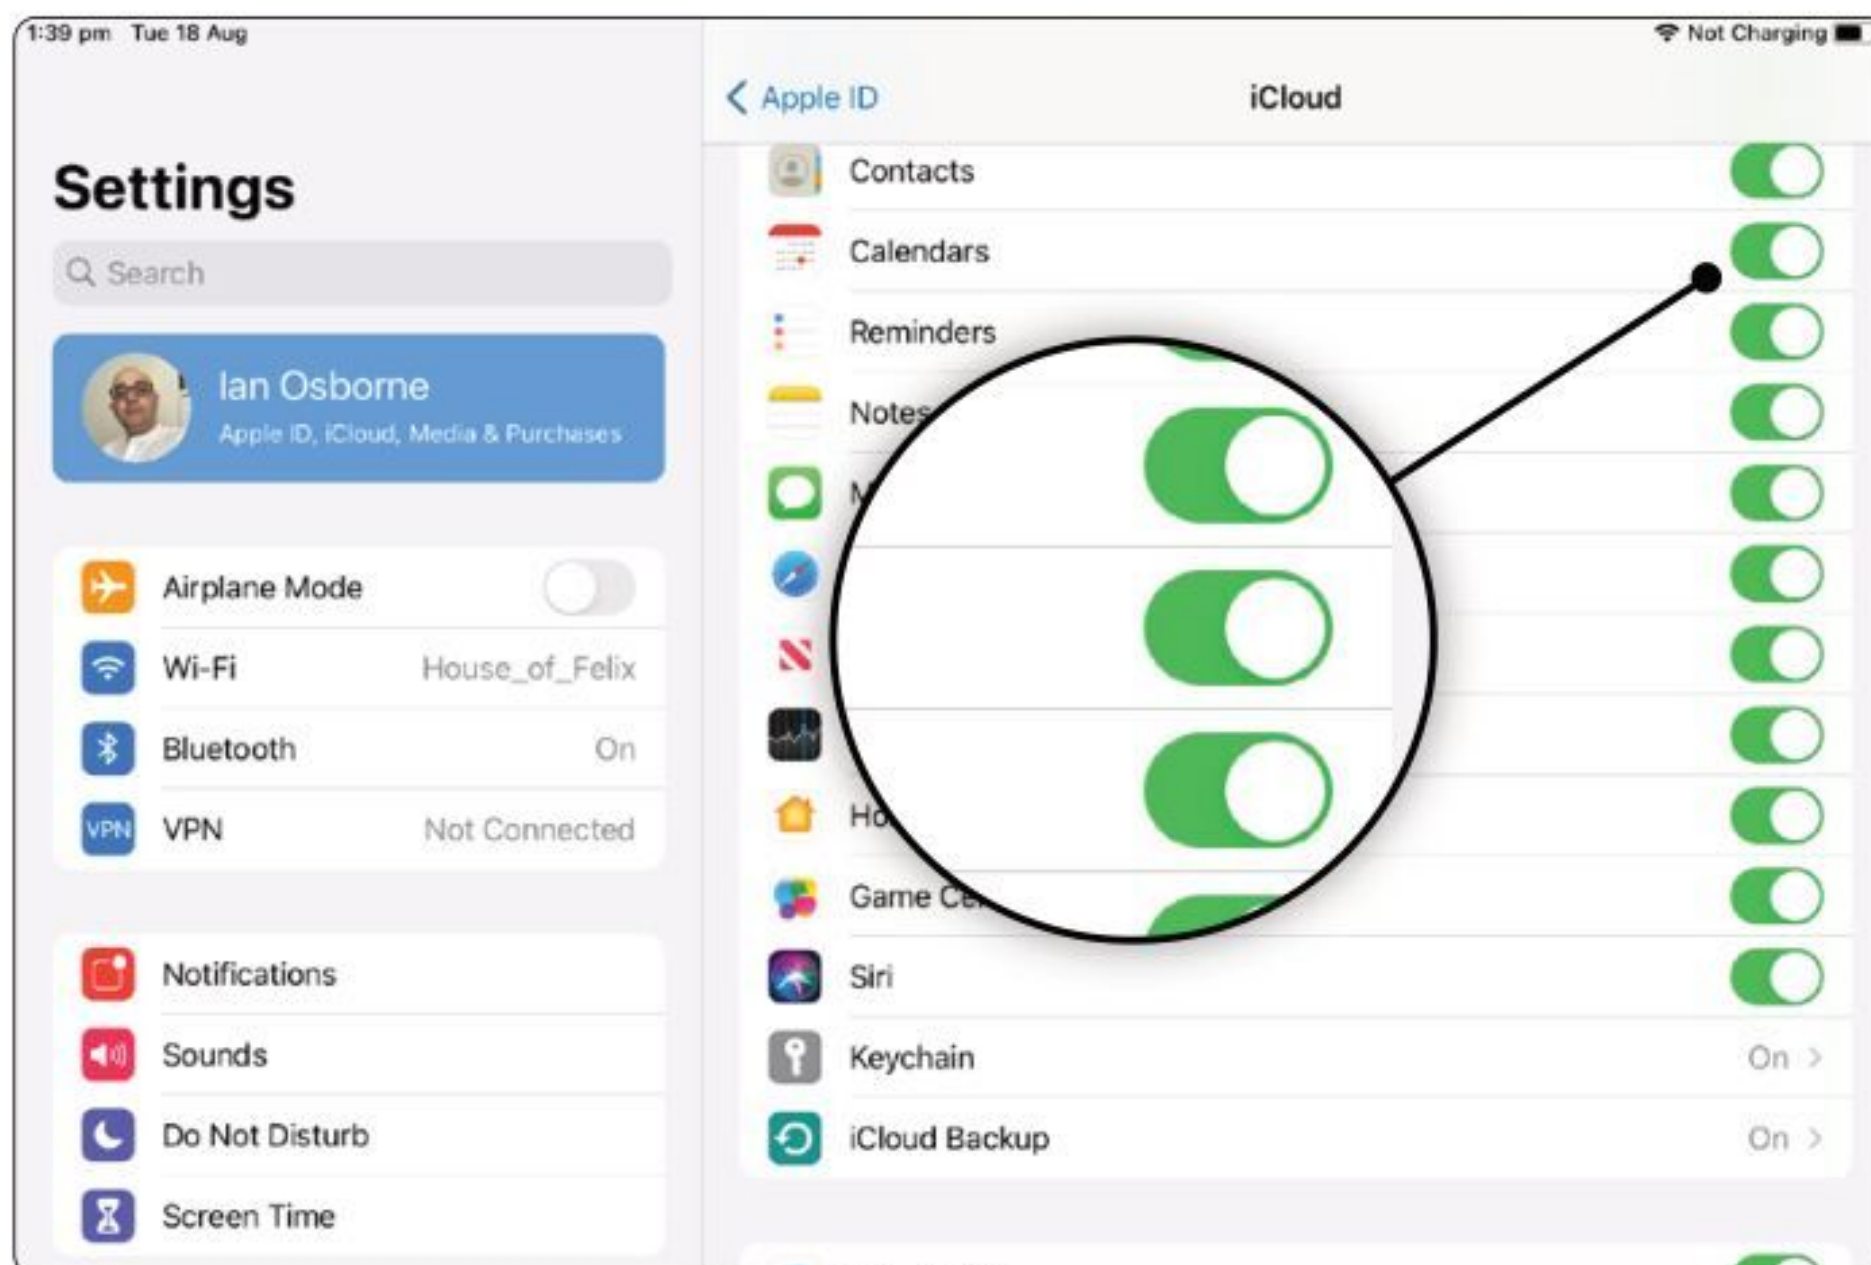 1:39 pm Tue 18 Aug
Not Charging
Settings
Search
Ian Osborne
Apple ID, iCloud, Media & Purchases
Airplane Mode
Wi-Fi House_of_Felix
Bluetooth On
VPN VPN Not Connected
Notifications
Sounds
Do Not Disturb
Screen Time
Apple ID
iCloud
Contacts
Calendars
Reminders
Notes
Game
Siri
Keychain On
iCloud Backup On